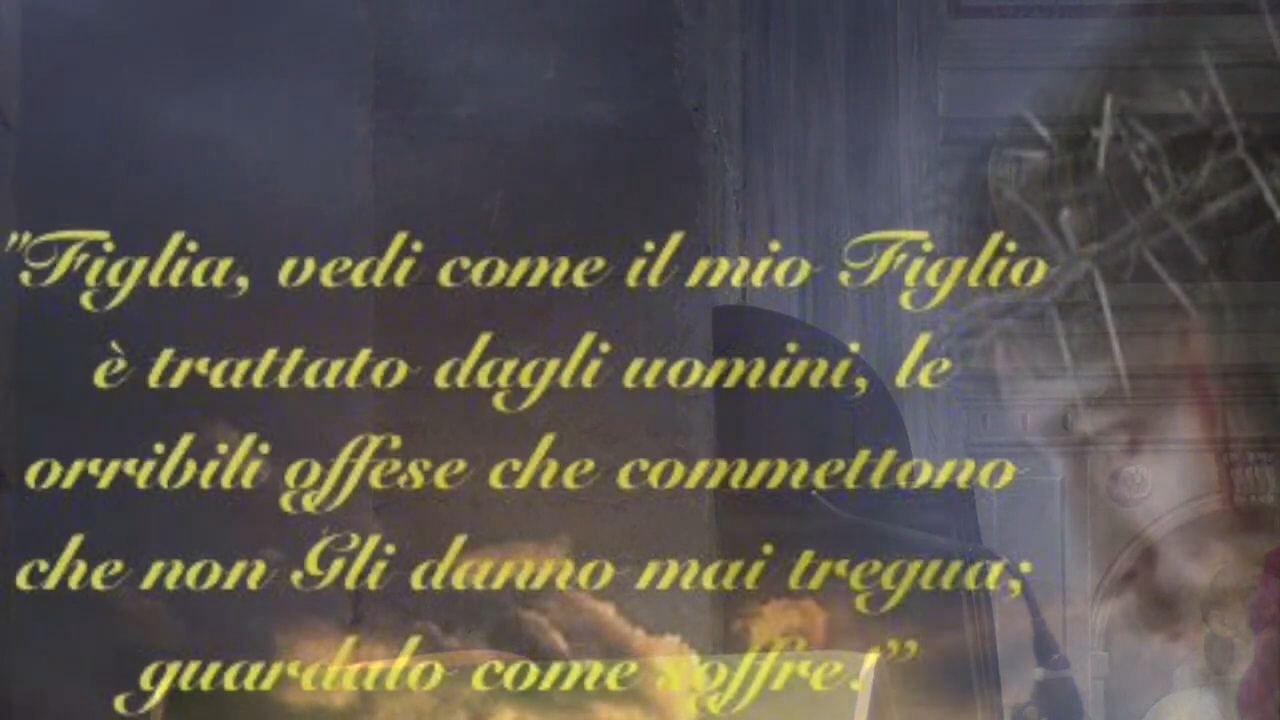 "Figlia, vedi come il mio Figlio
è trattato dagli uomini, le
orribili offese che commettono
che non Gli danno mai tregua;
guardalo come soffre!”